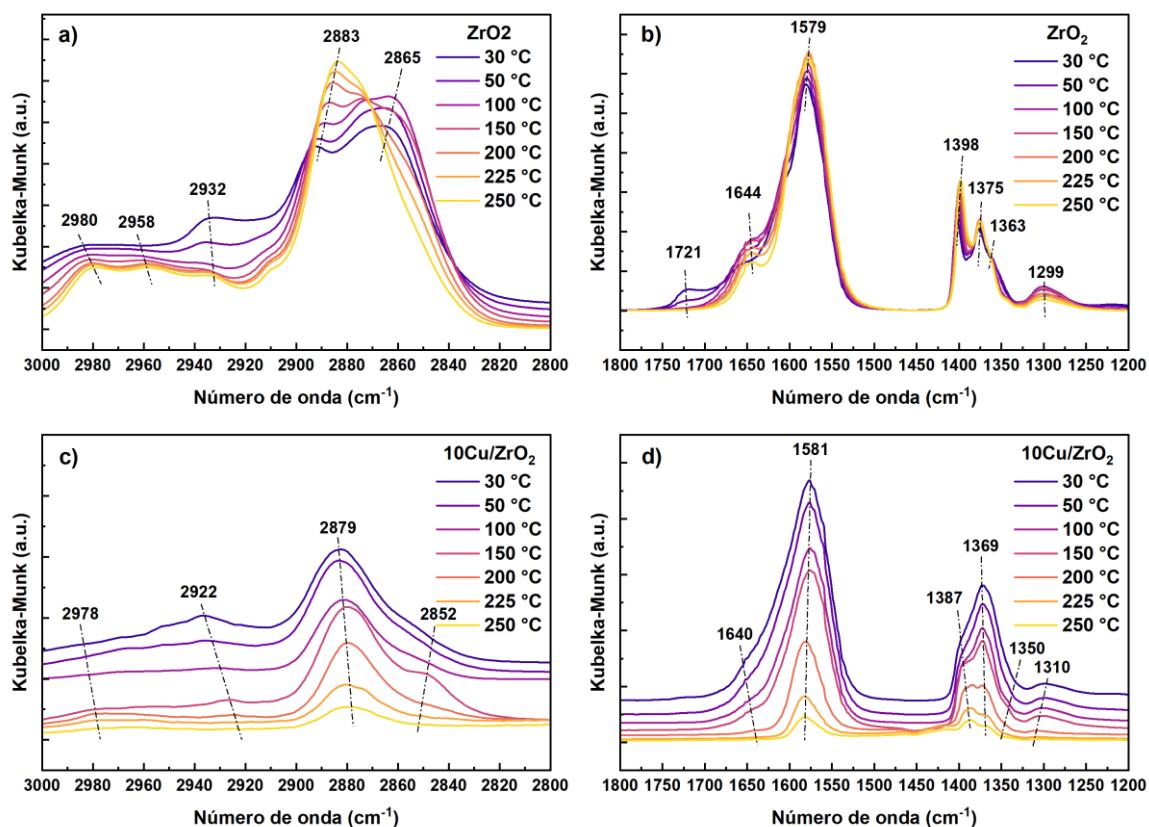 a)
ZrO2
30 °C
50 °C
100 °C
150 °C
200 °C
225 °C
250 °C
2883
2865
2932
2980
2958
Kubelka-Munk (a.u.)
3000 2980 2960 2940 2920 2900 2880 2860 2840 2820 2800
Número de onda (cm⁻¹)
b)
ZrO₂
30 °C
50 °C
100 °C
150 °C
200 °C
225 °C
250 °C
1579
1398
1375
1363
1644
1721
1299
Kubelka-Munk (a.u.)
1800 1750 1700 1650 1600 1550 1500 1450 1400 1350 1300 1250 1200
Número de onda (cm⁻¹)
c)
10Cu/ZrO₂
30 °C
50 °C
100 °C
150 °C
200 °C
225 °C
250 °C
2879
2922
2978
2852
Kubelka-Munk (a.u.)
3000 2980 2960 2940 2920 2900 2880 2860 2840 2820 2800
Número de onda (cm⁻¹)
d)
10Cu/ZrO₂
30 °C
50 °C
100 °C
150 °C
200 °C
225 °C
250 °C
1581
1369
1387
1640
1350
1310
Kubelka-Munk (a.u.)
1800 1750 1700 1650 1600 1550 1500 1450 1400 1350 1300 1250 1200
Número de onda (cm⁻¹)